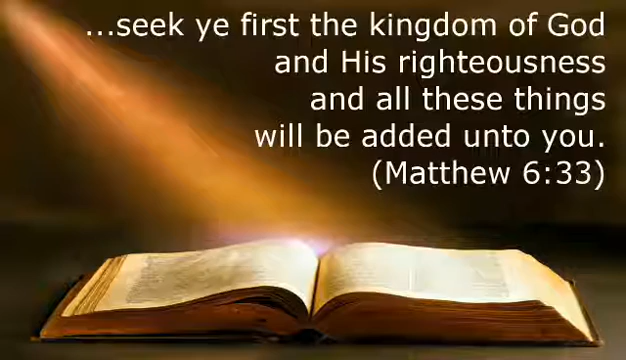 ...seek ye first the kingdom of God
and His righteousness
and all these things
will be added unto you.
(Matthew 6:33)